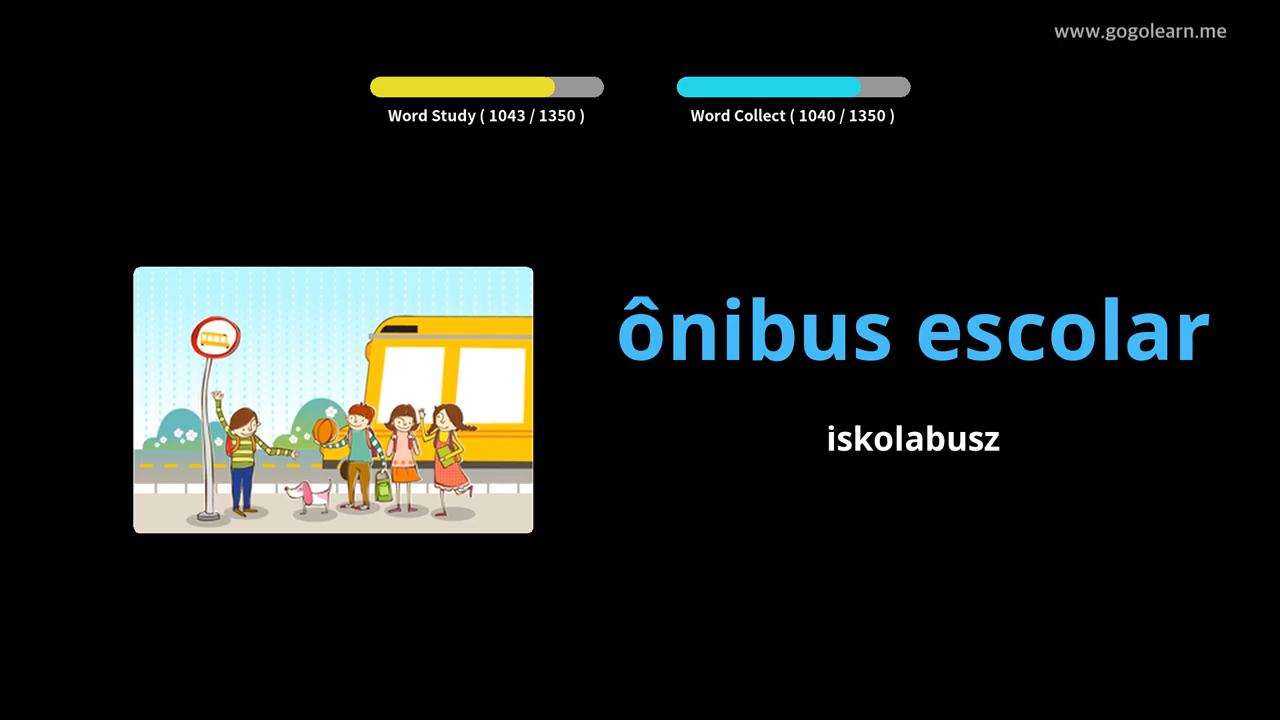 www.gogolearn.me
Word Study ( 1043 / 1350 )
Word Collect ( 1040 / 1350 )
ônibus escolar
iskolabusz